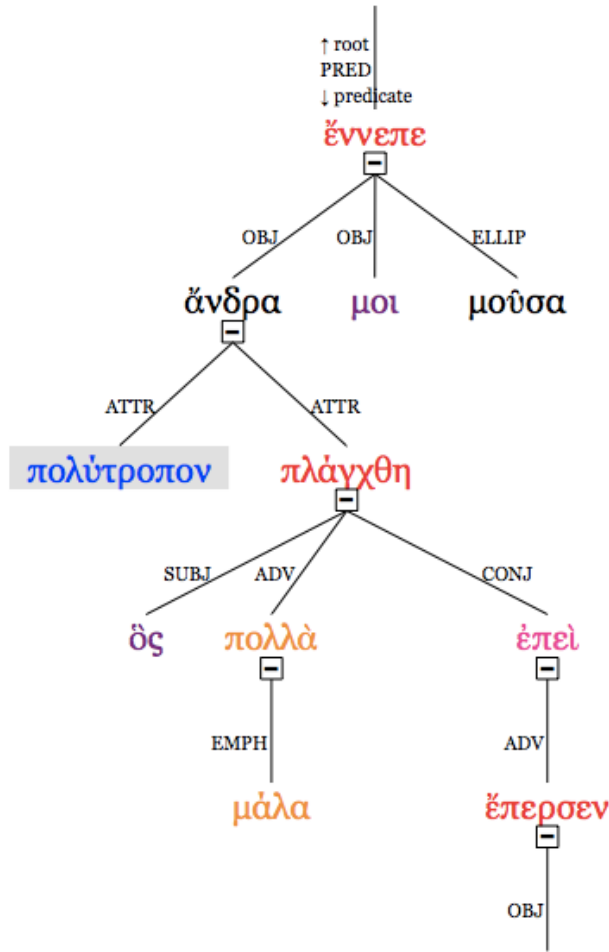 ↑ root
PRED
↓ predicate
ἔννεπε
OBJ OBJ ELLIP
ἄνδρα μοι μοῦσα
ATTR ATTR
πολύτροπον πλάγχθη
SUBJ ADV CONJ
ὃς πολλὰ ἐπεὶ
EMPH ADV
μάλα ἔπερσεν
OBJ